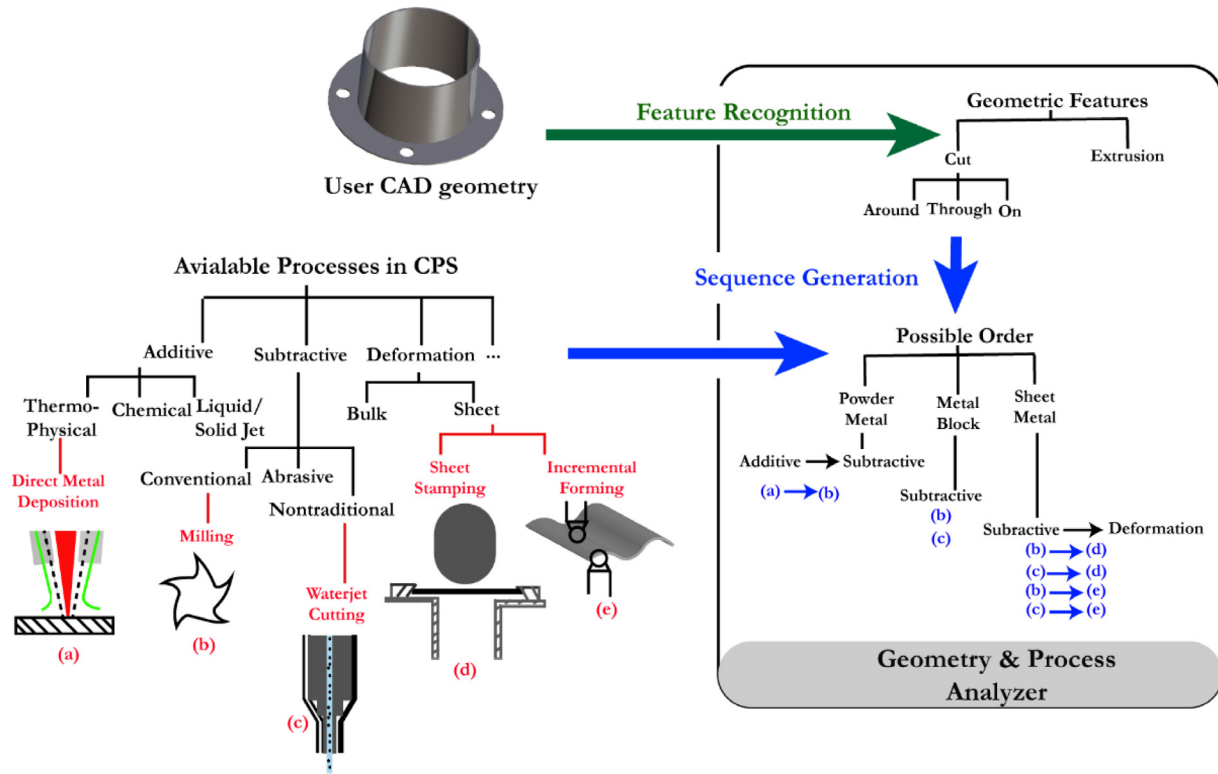 User CAD geometry
Feature Recognition
Geometric Features
Cut
Extrusion
Around Through On
Sequence Generation
Avialable Processes in CPS
Additive
Subtractive
Deformation
...
Thermo-
Physical
Chemical
Liquid/
Solid Jet
Bulk
Sheet
Direct Metal
Deposition
Conventional
Abrasive
Nontraditional
Sheet
Stamping
Incremental
Forming
Milling
Waterjet
Cutting
(a)
(b)
(c)
(d)
(e)
Possible Order
Powder
Metal
Metal
Block
Sheet
Metal
Additive Subtractive
(a) (b)
Subtractive
(b)
(c)
Subractive Deformation
(b) (d)
(c) (d)
(b) (e)
(c) (e)
Geometry & Process
Analyzer